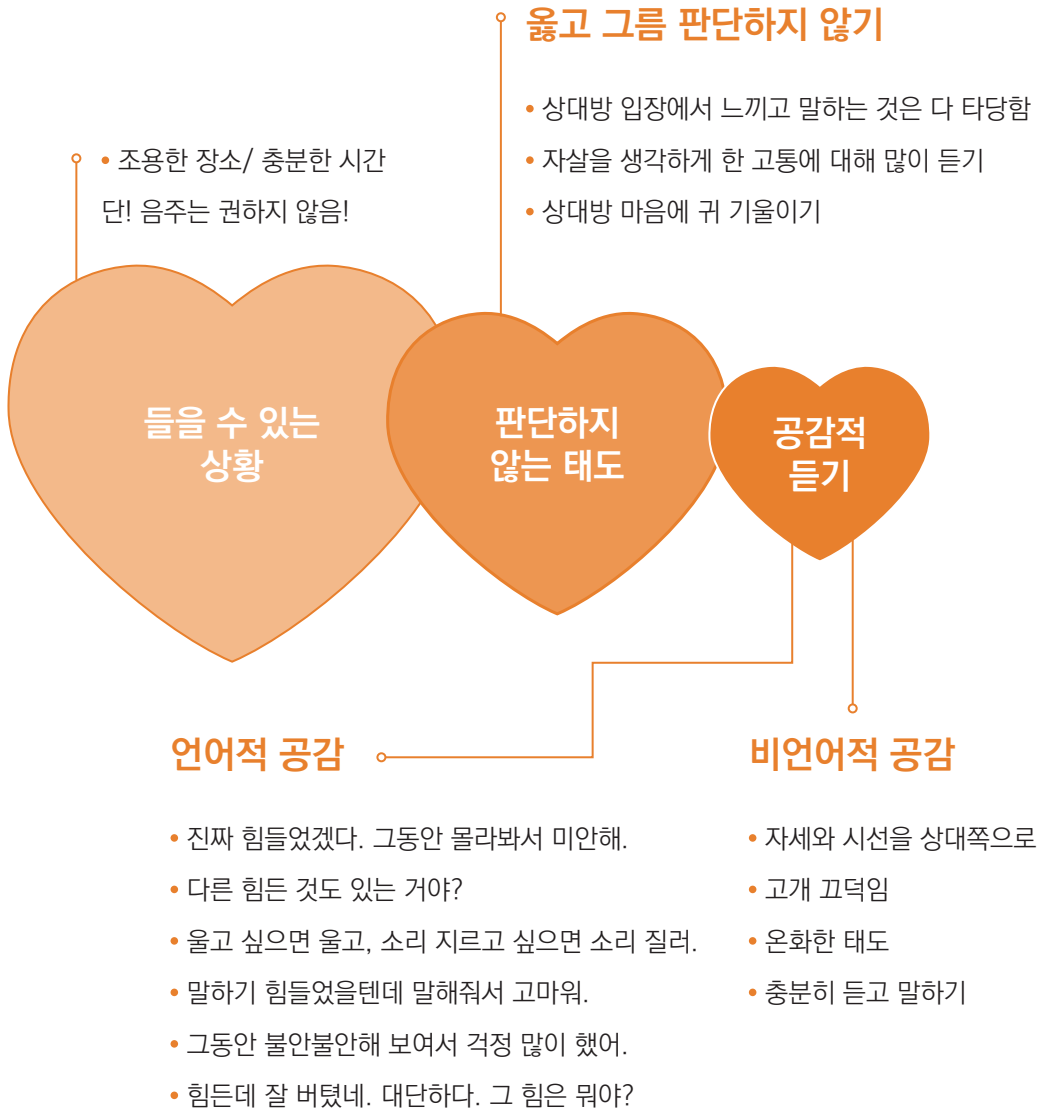 옳고 그름 판단하지 않기
• 상대방 입장에서 느끼고 말하는 것은 다 타당함
• 자살을 생각하게 한 고통에 대해 많이 듣기
• 상대방 마음에 귀 기울이기
• 조용한 장소/ 충분한 시간
단! 음주는 권하지 않음!
들을 수 있는
상황
판단하지
않는 태도
공감적
듣기
언어적 공감
• 진짜 힘들었겠다. 그동안 몰라봐서 미안해.
• 다른 힘든 것도 있는 거야?
• 울고 싶으면 울고, 소리 지르고 싶으면 소리 질러.
• 말하기 힘들었을텐데 말해줘서 고마워.
• 그동안 불안불안해 보여서 걱정 많이 했어.
• 힘든데 잘 버텼네. 대단하다. 그 힘은 뭐야?
비언어적 공감
• 자세와 시선을 상대쪽으로
• 고개 끄덕임
• 온화한 태도
• 충분히 듣고 말하기